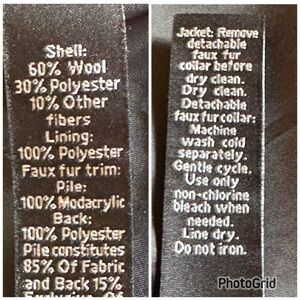 Shell:
60% Wool
30% Polyester
10% Other
fibers
Lining:
100% Polyester
Faux fur trim:
Pile:
100% Modacrylic
Back:
100% Polyester
Pile constitutes
85% Of Fabric
and Back 15%
Exclusive Of
Jacket: Remove
detachable
faux fur
collar before
dry clean.
Dry clean.
Detachable
faux fur collar:
Machine
wash cold
separately.
Gentle cycle.
Use only
non-chlorine
bleach when
needed.
Line dry.
Do not iron.
PhotoGrid